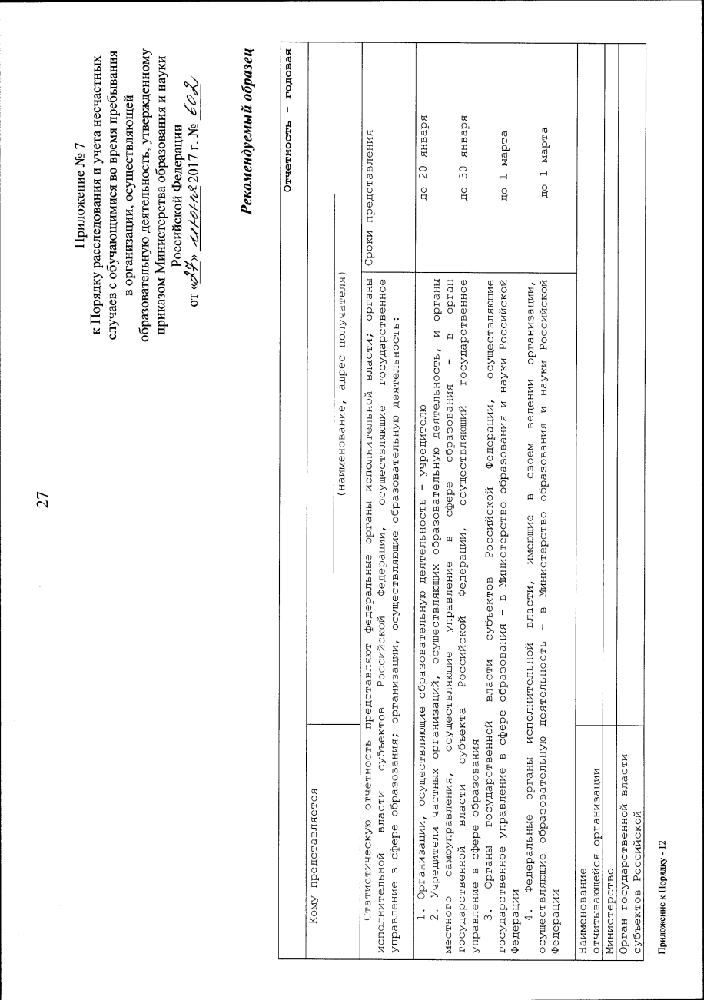 27
Приложение № 7
к Порядку расследования и учета несчастных
случаев с обучающимися во время пребывания
в организации, осуществляющей
образовательную деятельность, утвержденному
приказом Министерства образования и науки
Российской Федерации
от «27» июня 2017 г. № 602
Рекомендуемый образец
Отчетность – годовая
Кому представляется
(наименование, адрес получателя)
Статистическую отчетность представляют федеральные органы исполнительной власти; органы
исполнительной власти субъектов Российской Федерации, осуществляющие государственное
управление в сфере образования; организации, осуществляющие образовательную деятельность:
Сроки представления
1. Организации, осуществляющие образовательную деятельность – учредителю
до 20 января
2. Учредители частных организаций, осуществляющих образовательную деятельность, и органы
местного самоуправления, осуществляющие управление в сфере образования – в орган
государственной власти субъекта Российской Федерации, осуществляющий государственное
управление в сфере образования
до 30 января
3. Органы государственной власти субъектов Российской Федерации, осуществляющие
государственное управление в сфере образования – в Министерство образования и науки Российской
Федерации
до 1 марта
4. Федеральные органы исполнительной власти, имеющие в своем ведении организации,
осуществляющие образовательную деятельность – в Министерство образования и науки Российской
Федерации
до 1 марта
Наименование
отчитывающейся организации
Министерство
Орган государственной власти
субъектов Российской
Приложение к Порядку - 12